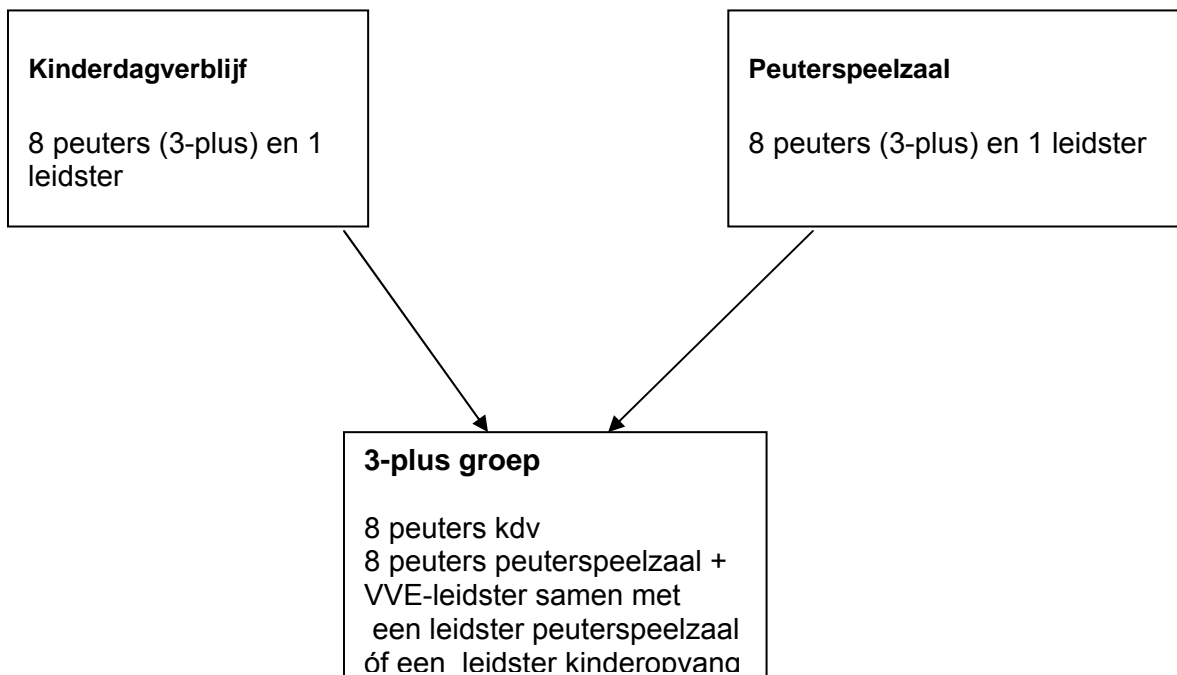 Kinderdagverblijf
8 peuters (3-plus) en 1
leidster
Peuterspeelzaal
8 peuters (3-plus) en 1 leidster
3-plus groep
8 peuters kdv
8 peuters peuterspeelzaal +
VVE-leidster samen met
een leidster peuterspeelzaal
óf een leidster kinderopvang